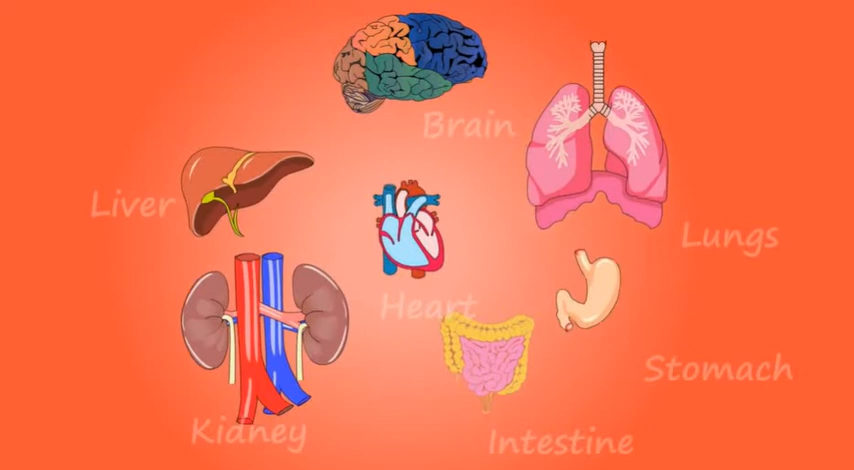 Brain
Liver
Lungs
Heart
Stomach
Kidney
Intestine